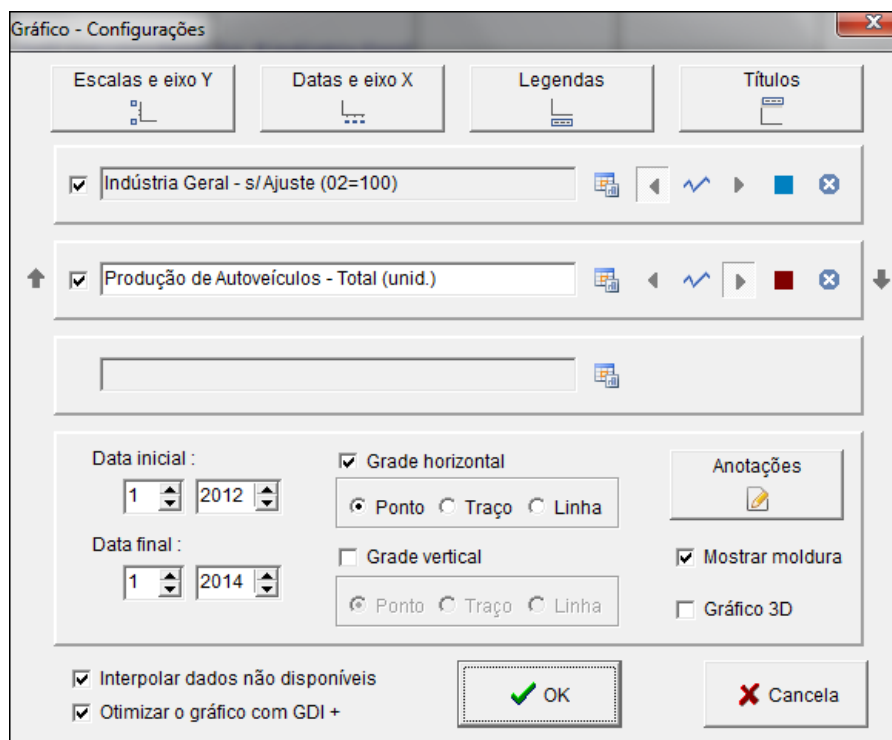 Gráfico - Configurações
Escalas e eixo Y
Datas e eixo X
Legendas
Títulos
Indústria Geral - s/Ajuste (02=100)
Produção de Autoveículos - Total (unid.)
Data inicial :
1 2012
Data final :
1 2014
Grade horizontal
Ponto Traço Linha
Grade vertical
Ponto Traço Linha
Anotações
Mostrar moldura
Gráfico 3D
Interpolar dados não disponíveis
Otimizar o gráfico com GDI +
OK
Cancela